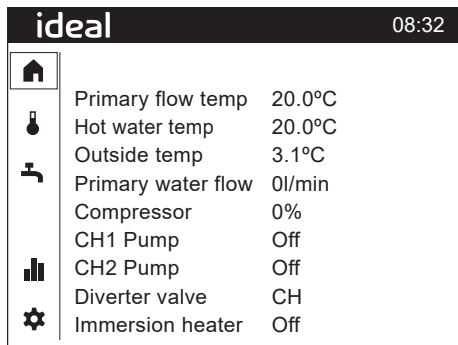 ideal 08:32
Primary flow temp 20.0ºC
Hot water temp 20.0ºC
Outside temp 3.1ºC
Primary water flow 0l/min
Compressor 0%
CH1 Pump Off
CH2 Pump Off
Diverter valve CH
Immersion heater Off